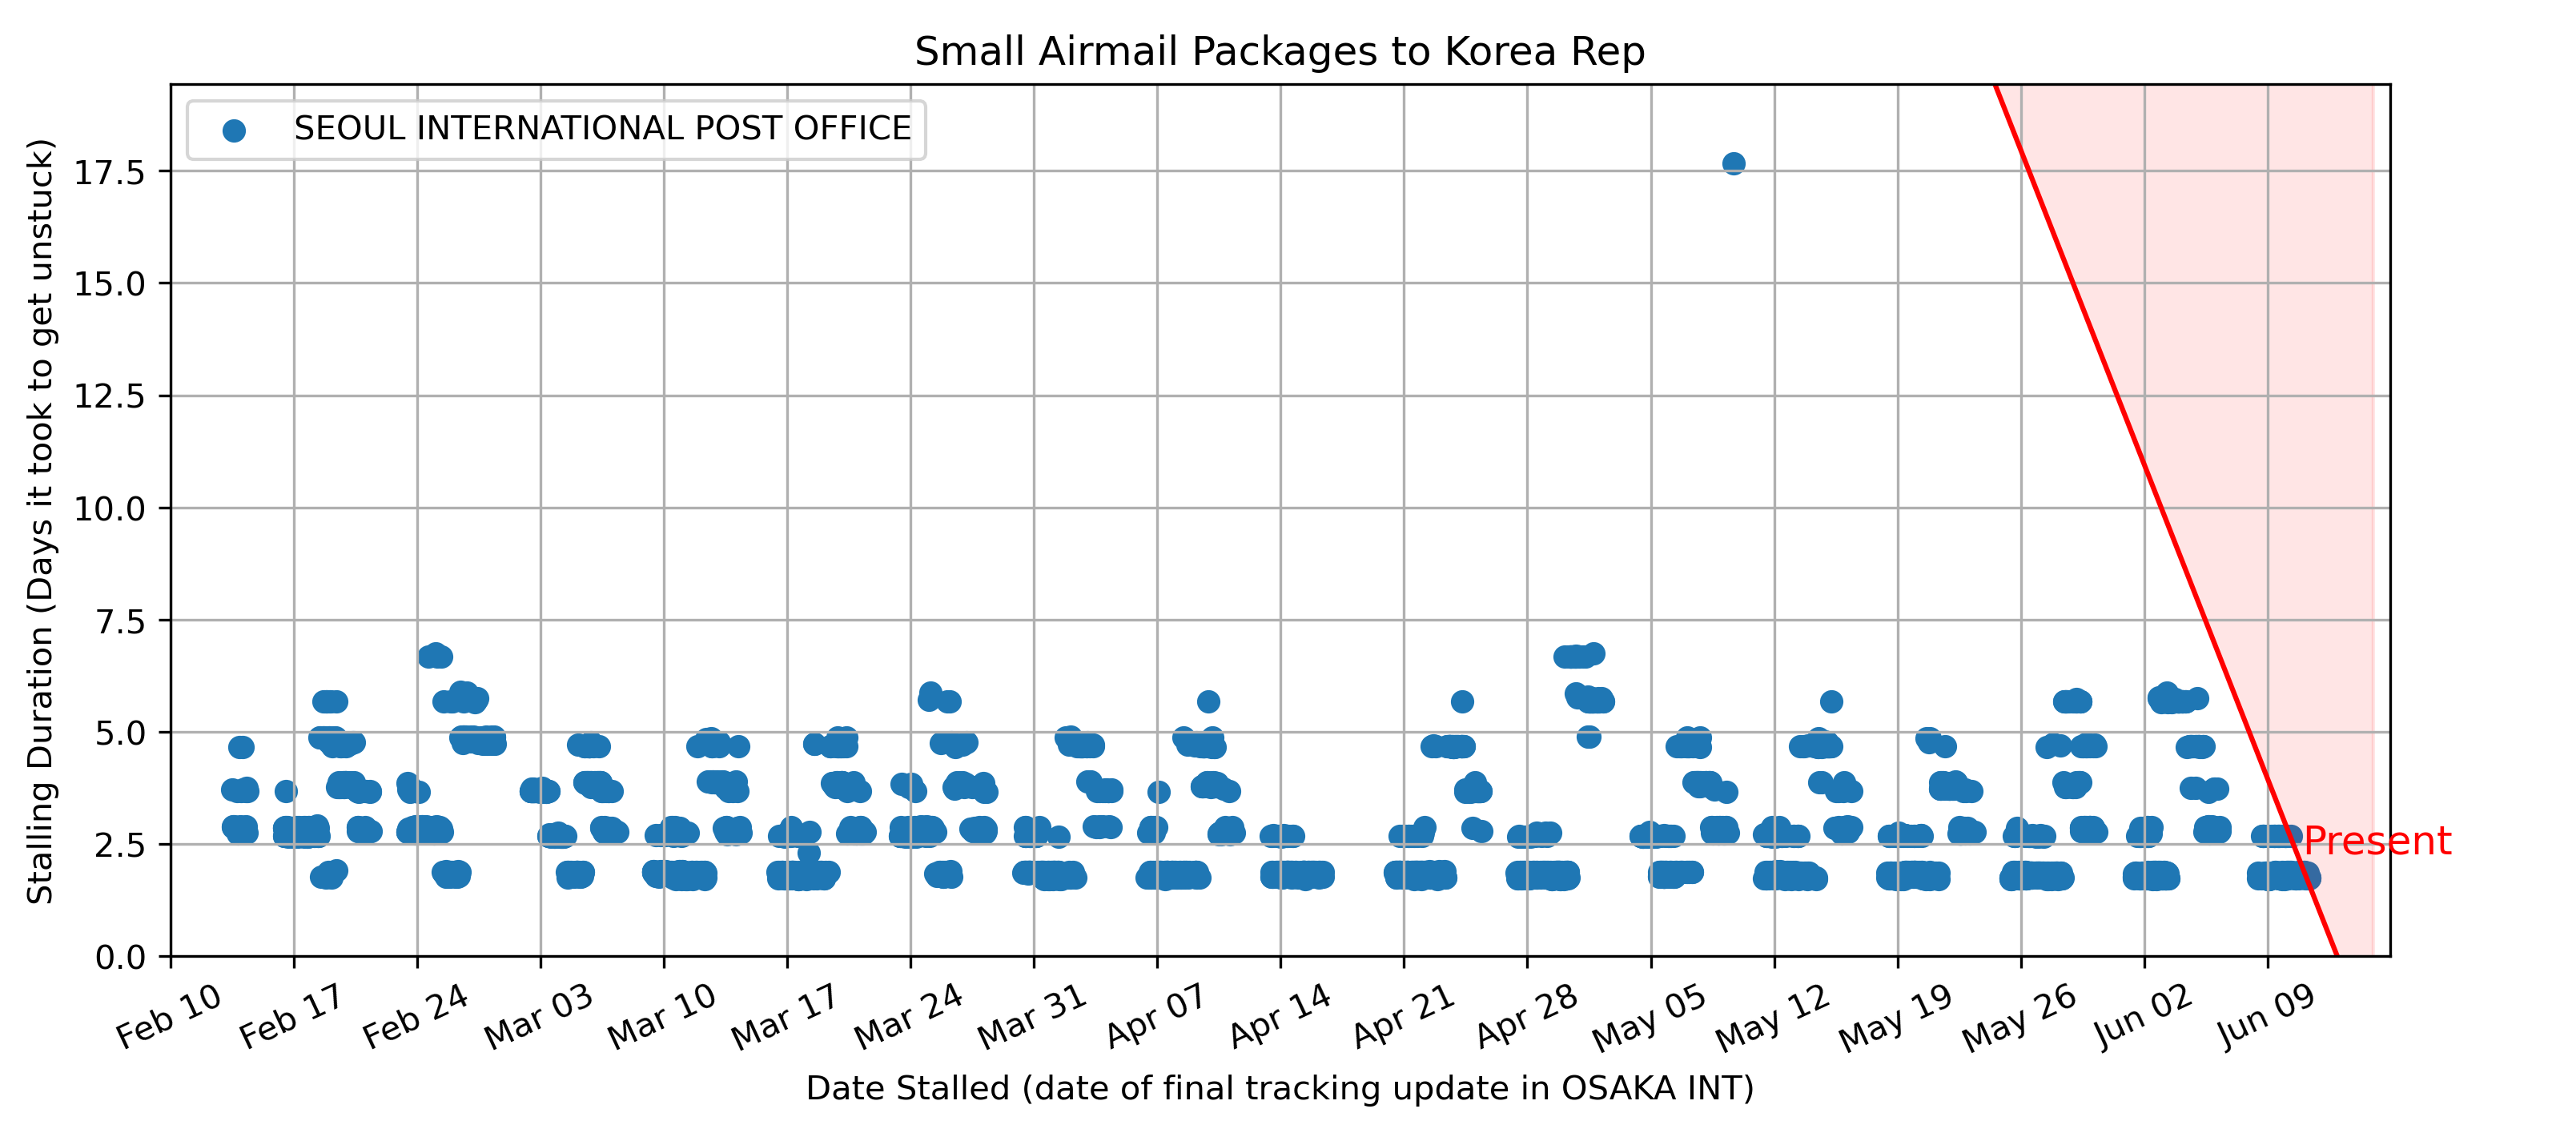 Small Airmail Packages to Korea Rep
SEOUL INTERNATIONAL POST OFFICE
Stalling Duration (Days it took to get unstuck)
17.5
15.0
12.5
10.0
7.5
5.0
2.5
0.0
Present
Feb 10
Feb 17
Feb 24
Mar 03
Mar 10
Mar 17
Mar 24
Mar 31
Apr 07
Apr 14
Apr 21
Apr 28
May 05
May 12
May 19
May 26
Jun 02
Jun 09
Date Stalled (date of final tracking update in OSAKA INT)